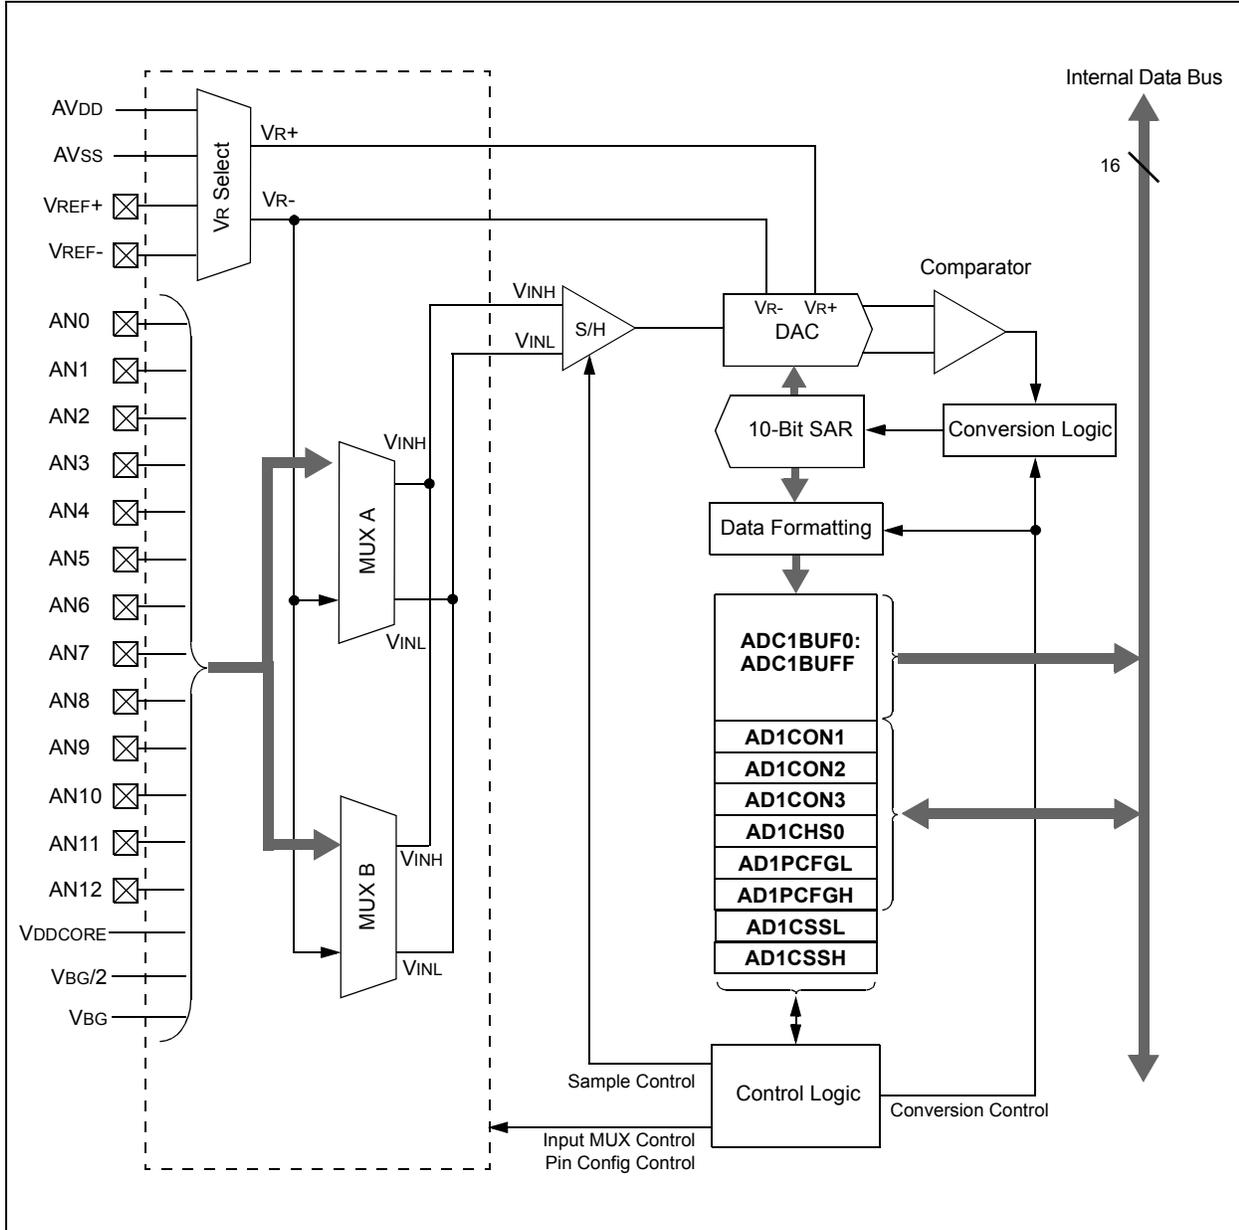 Internal Data Bus
16
AVDD
AVSS
VREF+
VREF-
VR Select
VR+
VR-
AN0
AN1
AN2
AN3
AN4
AN5
AN6
AN7
AN8
AN9
AN10
AN11
AN12
VDDCORE
VBG/2
VBG
VINH
MUX A
VINL
VINH
MUX B
VINL
VINH
VINL
S/H
VR- VR+
DAC
Comparator
10-Bit SAR
Conversion Logic
Data Formatting
ADC1BUF0:
ADC1BUFF
AD1CON1
AD1CON2
AD1CON3
AD1CHS0
AD1PCFGL
AD1PCFGH
AD1CSSL
AD1CSSH
Control Logic
Sample Control
Conversion Control
Input MUX Control
Pin Config Control